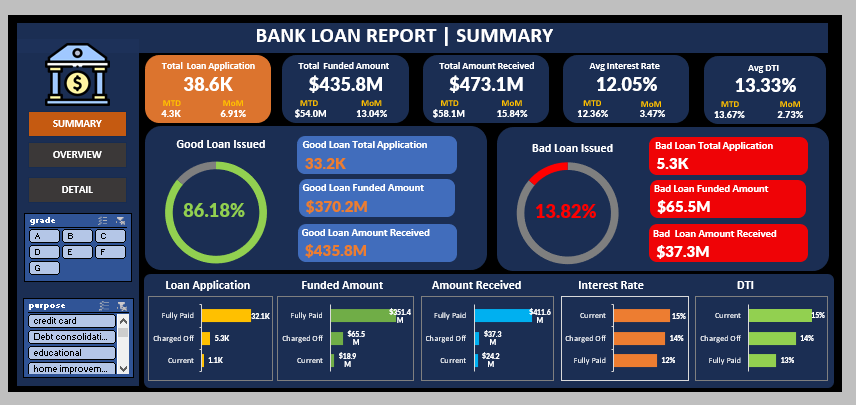 BANK LOAN REPORT | SUMMARY
Total Loan Application
38.6K
MTD MoM
4.3K 6.91%
Total Funded Amount
$435.8M
MTD MoM
$54.0M 13.04%
Total Amount Received
$473.1M
MTD MoM
$58.1M 15.84%
Avg Interest Rate
12.05%
MTD MoM
12.36% 3.47%
Avg DTI
13.33%
MTD MoM
13.67% 2.73%
SUMMARY
OVERVIEW
DETAIL
grade
A B C
D E F
G
purpose
credit card
Debt consolidati...
educational
home improvem...
Good Loan Issued
86.18%
Good Loan Total Application
33.2K
Good Loan Funded Amount
$370.2M
Good Loan Amount Received
$435.8M
Bad Loan Issued
13.82%
Bad Loan Total Application
5.3K
Bad Loan Funded Amount
$65.5M
Bad Loan Amount Received
$37.3M
Loan Application
Fully Paid 32.1K
Charged Off 5.3K
Current 1.1K
Funded Amount
Fully Paid $351.4
M
Charged Off $65.5
M
Current $18.9
M
Amount Received
Fully Paid $411.6
M
Charged Off $37.3
M
Current $24.2
M
Interest Rate
Current 15%
Charged Off 14%
Fully Paid 12%
DTI
Current 15%
Charged Off 14%
Fully Paid 13%